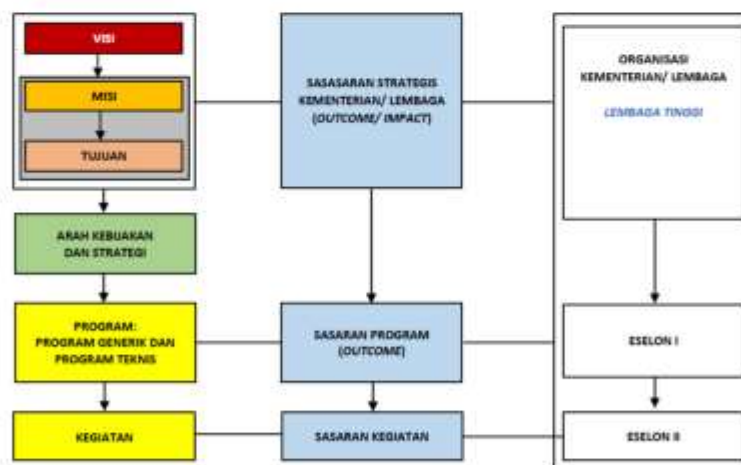 VISI
MISI
TUJUAN
ARAH KEBIJAKAN
DAN STRATEGI
PROGRAM:
PROGRAM GENERIK DAN
PROGRAM TEKNIS
KEGIATAN
SASASARAN STRATEGIS
KEMENTERIAN/ LEMBAGA
(OUTCOME/ IMPACT)
SASARAN PROGRAM
(OUTCOME)
SASARAN KEGIATAN
ORGANISASI
KEMENTERIAN/ LEMBAGA
LEMBAGA TINGGI
ESELON I
ESELON II